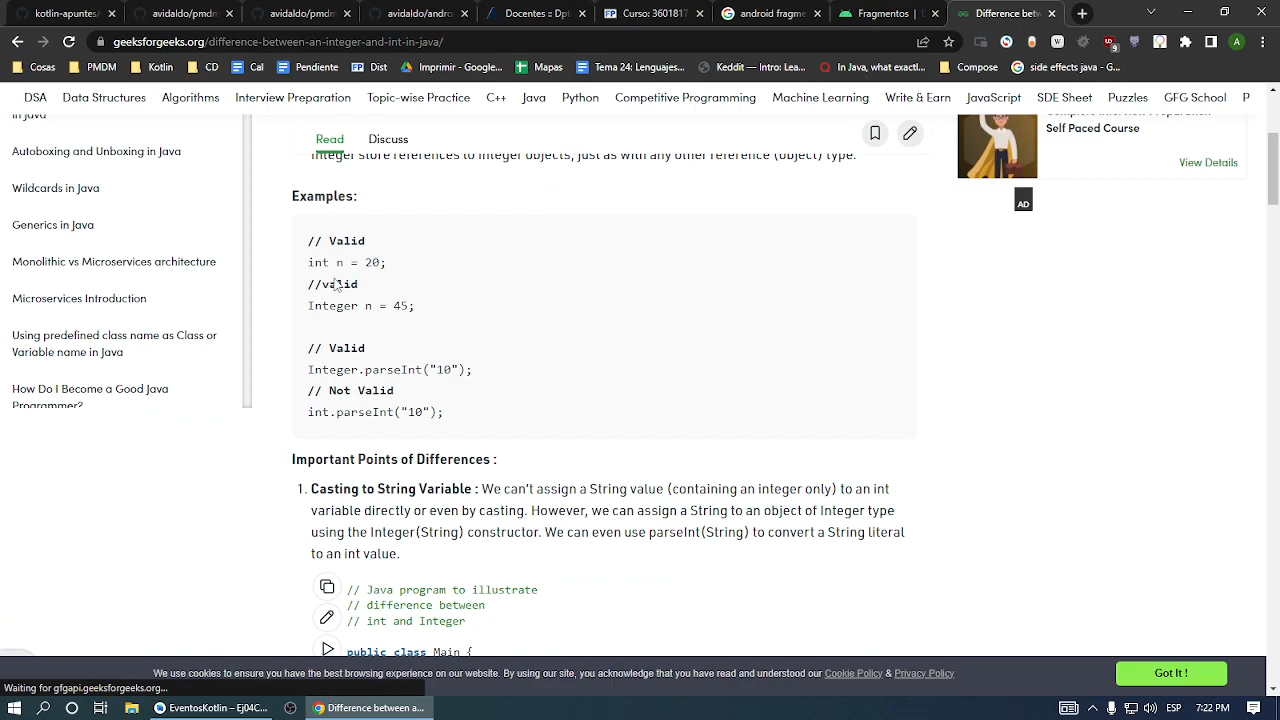 kotlin-apuntes/
avidaldo/pmdm
avidaldo/pmdm
avidaldo/kotlin-
Docentes :: Dpt
FP Curso: 3601817
android fragme
Fragmentos |
Difference betw
geeksforgeeks.org/difference-between-an-integer-and-int-in-java/
9
A
Cosas
PMDM
Kotlin
CD
Cal
Pendiente
FP Dist
Imprimir - Google...
Mapas
Tema 24: Lenguajes...
Keddit — Intro: Lea...
In Java, what exactl...
Compose
side effects java - G...
DSA
Data Structures
Algorithms
Interview Preparation
Topic-wise Practice
C++
Java
Python
Competitive Programming
Machine Learning
Write & Earn
JavaScript
SDE Sheet
Puzzles
GFG School
P
in Java
Autoboxing and Unboxing in Java
Wildcards in Java
Generics in Java
Monolithic vs Microservices architecture
Microservices Introduction
Using predefined class name as Class or
Variable name in Java
How Do I Become a Good Java
Programmer?
Read
Discuss
Integer store references to Integer objects, just as with any other reference (object) type.
Examples:
// Valid
int n = 20;
//valid
Integer n = 45;
// Valid
Integer.parseInt("10");
// Not Valid
int.parseInt("10");
Important Points of Differences :
1. Casting to String Variable : We can't assign a String value (containing an integer only) to an int
variable directly or even by casting. However, we can assign a String to an object of Integer type
using the Integer(String) constructor. We can even use parseInt(String) to convert a String literal
to an int value.
// Java program to illustrate
// difference between
// int and Integer
public class Main {
Complete Interview Preparation-
Self Paced Course
View Details
AD
We use cookies to ensure you have the best browsing experience on our website. By using our site, you acknowledge that you have read and understood our Cookie Policy & Privacy Policy
Got It !
Waiting for gfgapi.geeksforgeeks.org...
EventosKotlin – Ej04C...
Difference between a...
ESP
7:22 PM